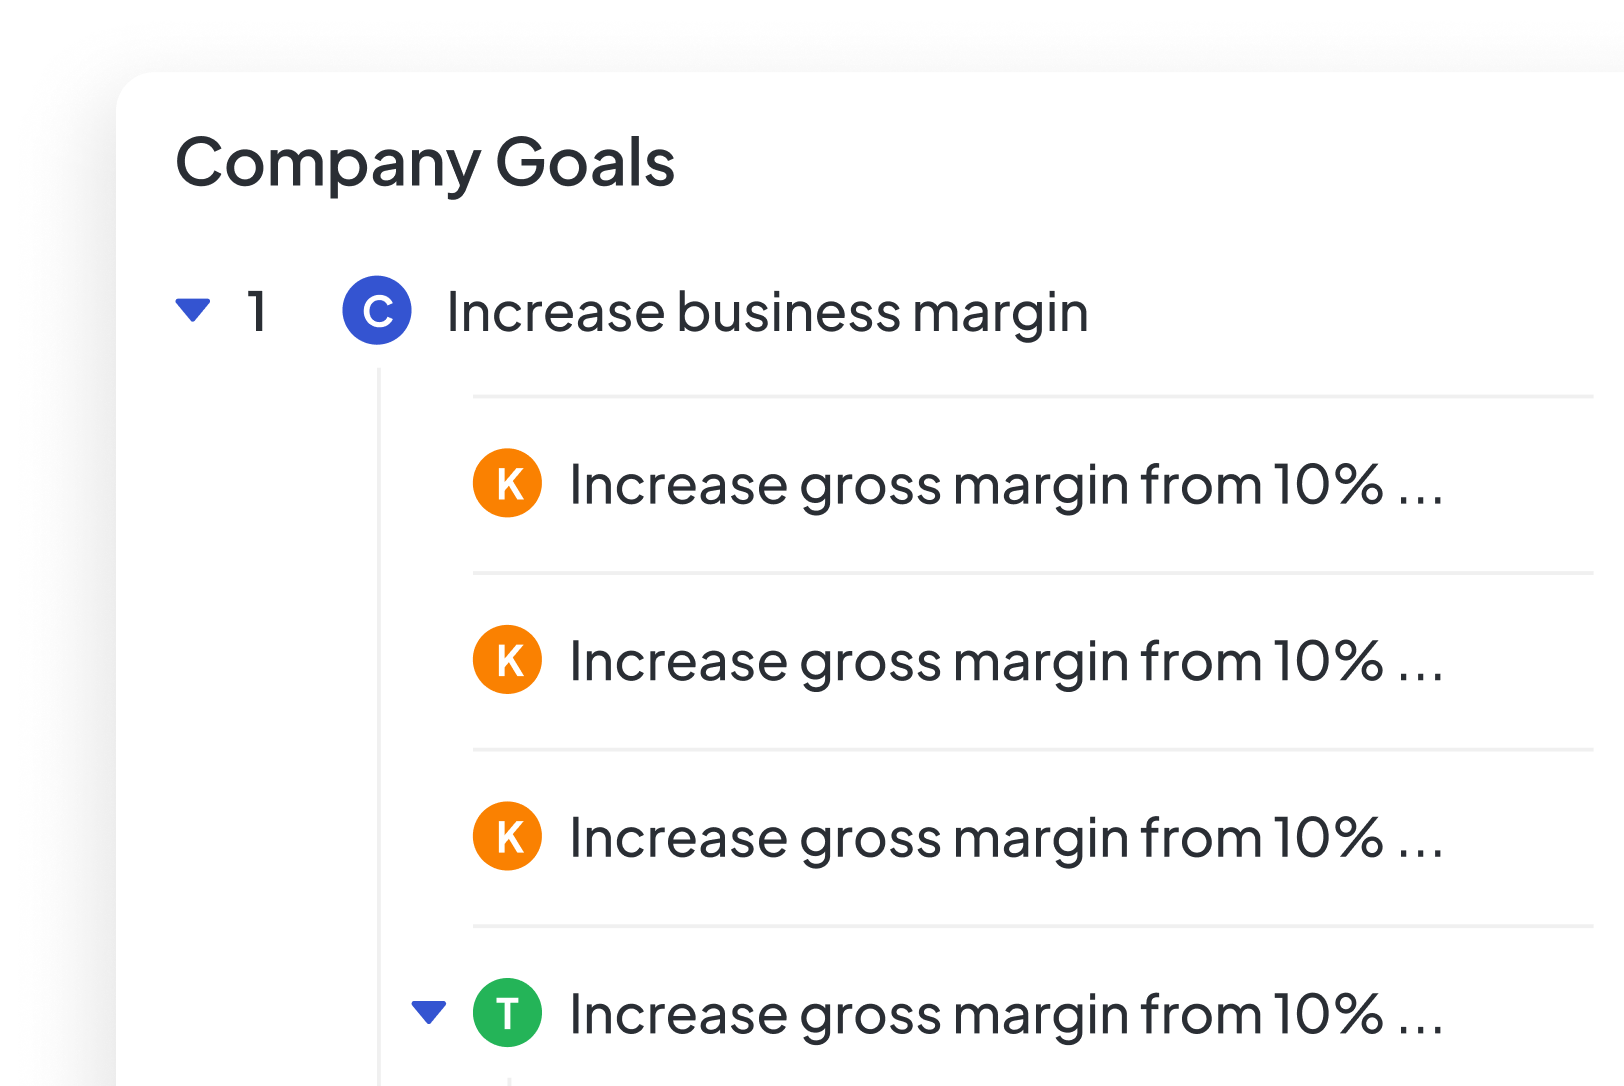 Company Goals
1 C Increase business margin
K Increase gross margin from 10% ...
K Increase gross margin from 10% ...
K Increase gross margin from 10% ...
T Increase gross margin from 10% ...